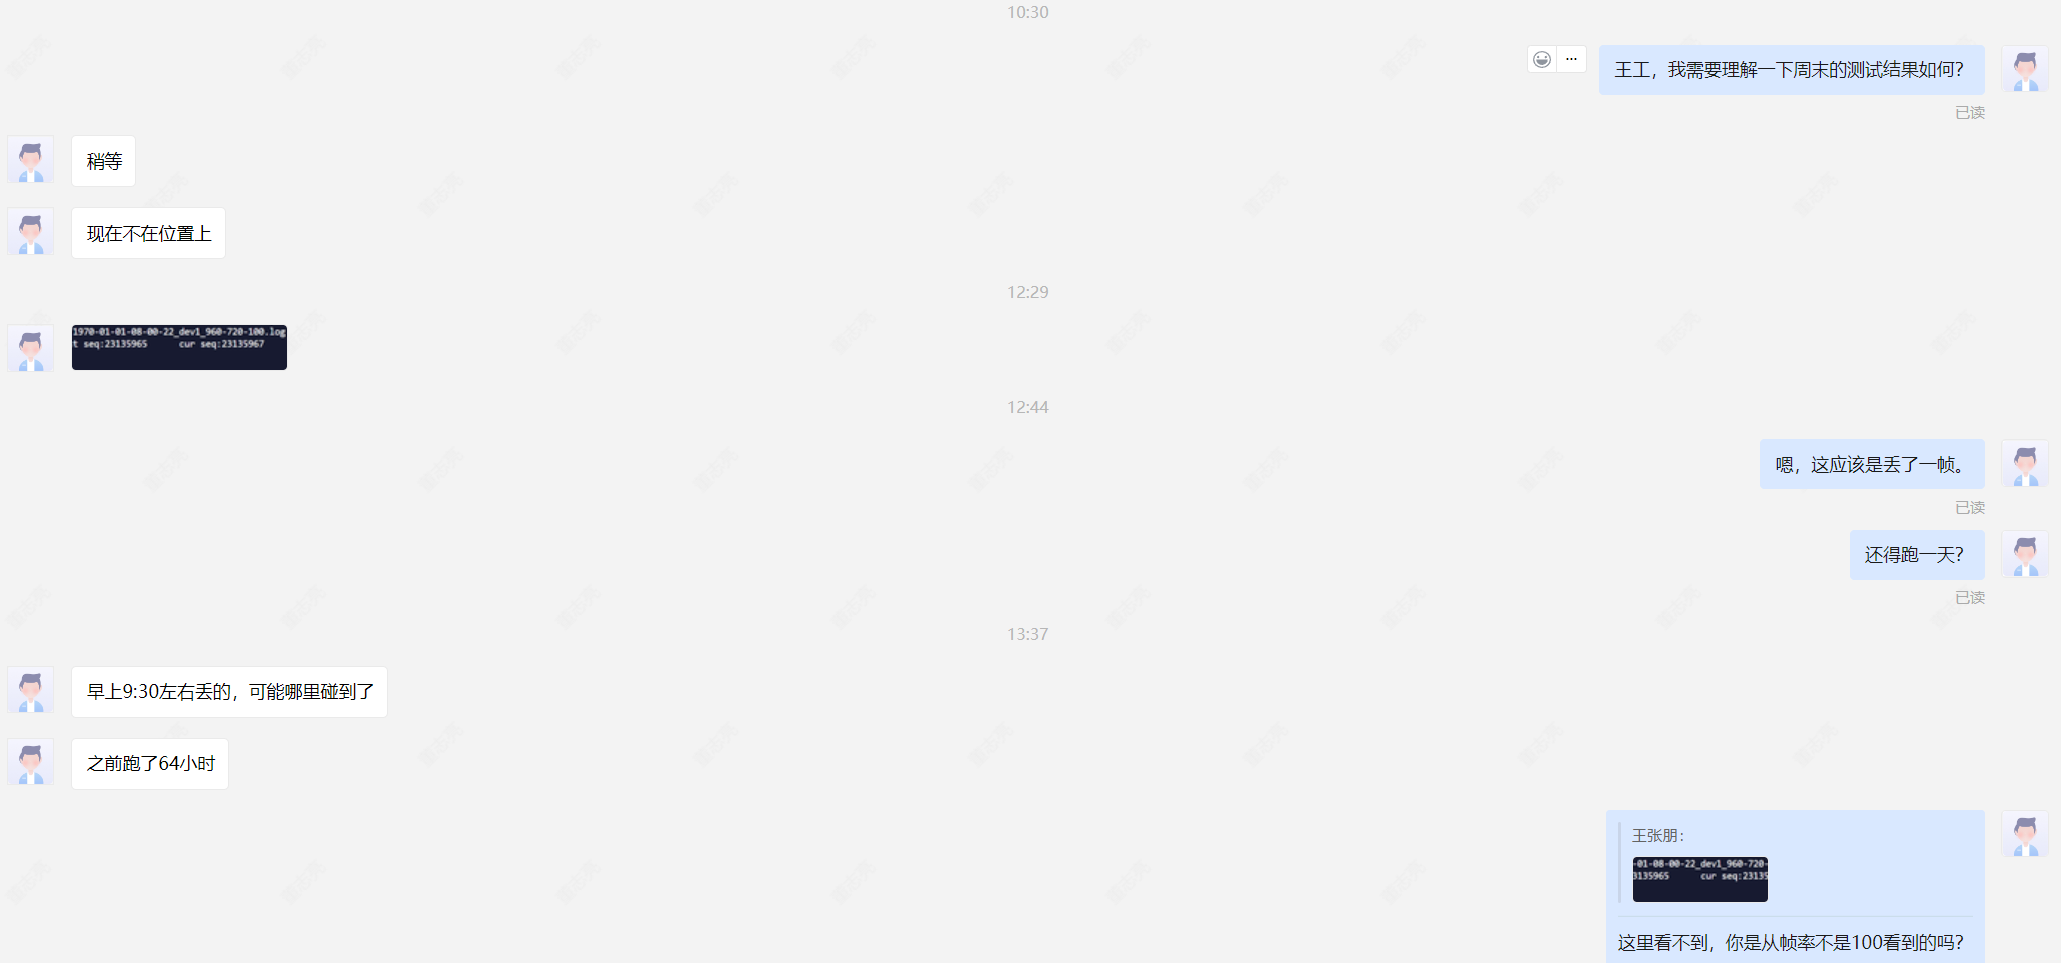 10:30
王工，我需要理解一下周末的测试结果如何？
已读
稍等
现在不在位置上
12:29
1970-01-01-08-00-22_dev1_960-720-100.log
t seq:23135965 cur seq:23135967
12:44
嗯，这应该是丢了一帧。
已读
还得跑一天？
已读
13:37
早上9:30左右丢的，可能哪里碰到了
之前跑了64小时
王张朋：
-01-08-00-22_dev1_960-720-
3135965 cur seq:23135
这里看不到，你是从帧率不是100看到的吗？